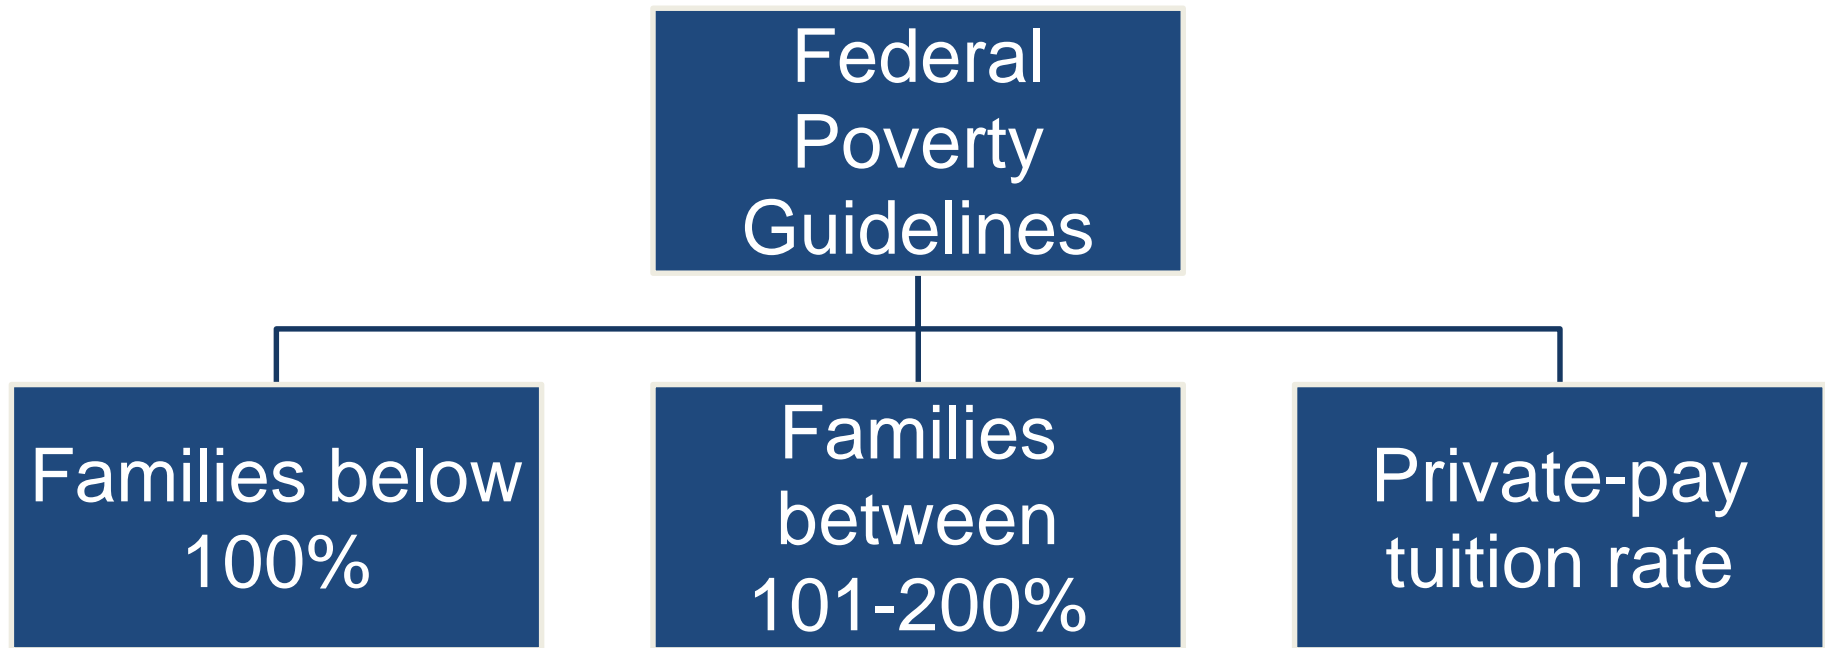 Federal
Poverty
Guidelines
Families below
100%
Families
between
101-200%
Private-pay
tuition rate